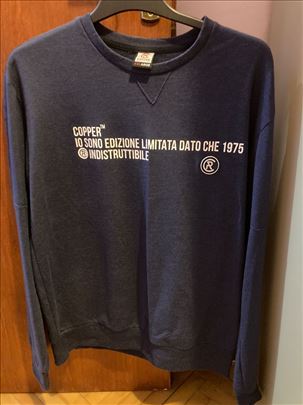 COPPER™
IO SONO EDIZIONE LIMITATA DATO CHE 1975
® INDISTRUTTIBILE
®